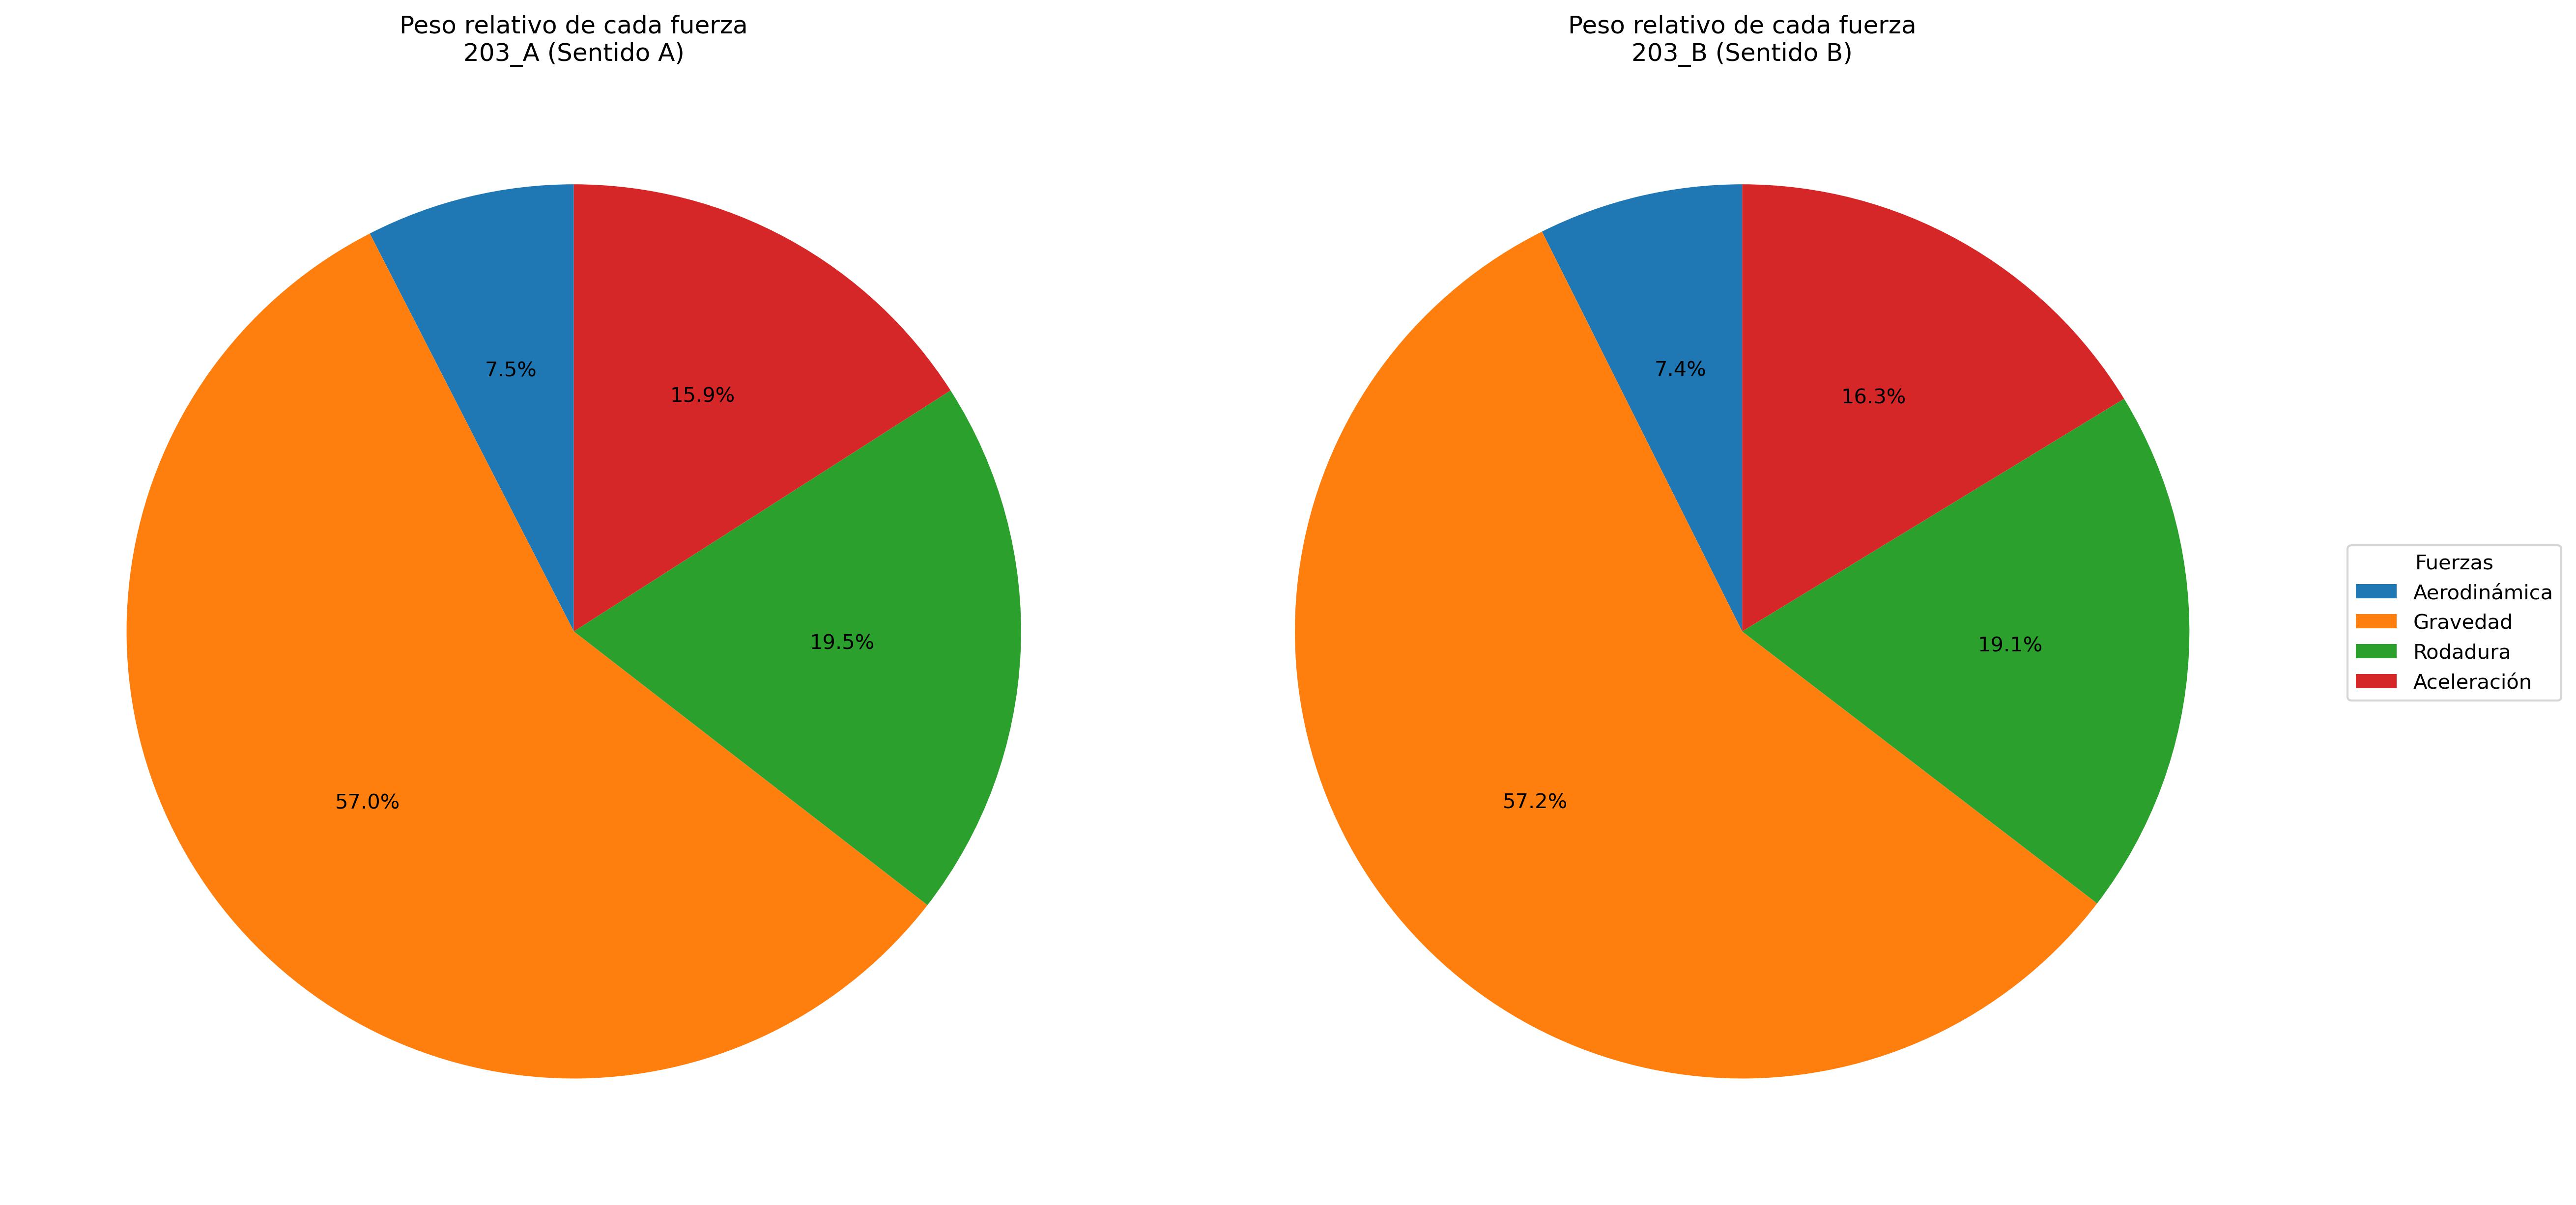 Peso relativo de cada fuerza
203_A (Sentido A)
7.5%
15.9%
19.5%
57.0%
Peso relativo de cada fuerza
203_B (Sentido B)
7.4%
16.3%
19.1%
57.2%
Fuerzas
Aerodinámica
Gravedad
Rodadura
Aceleración